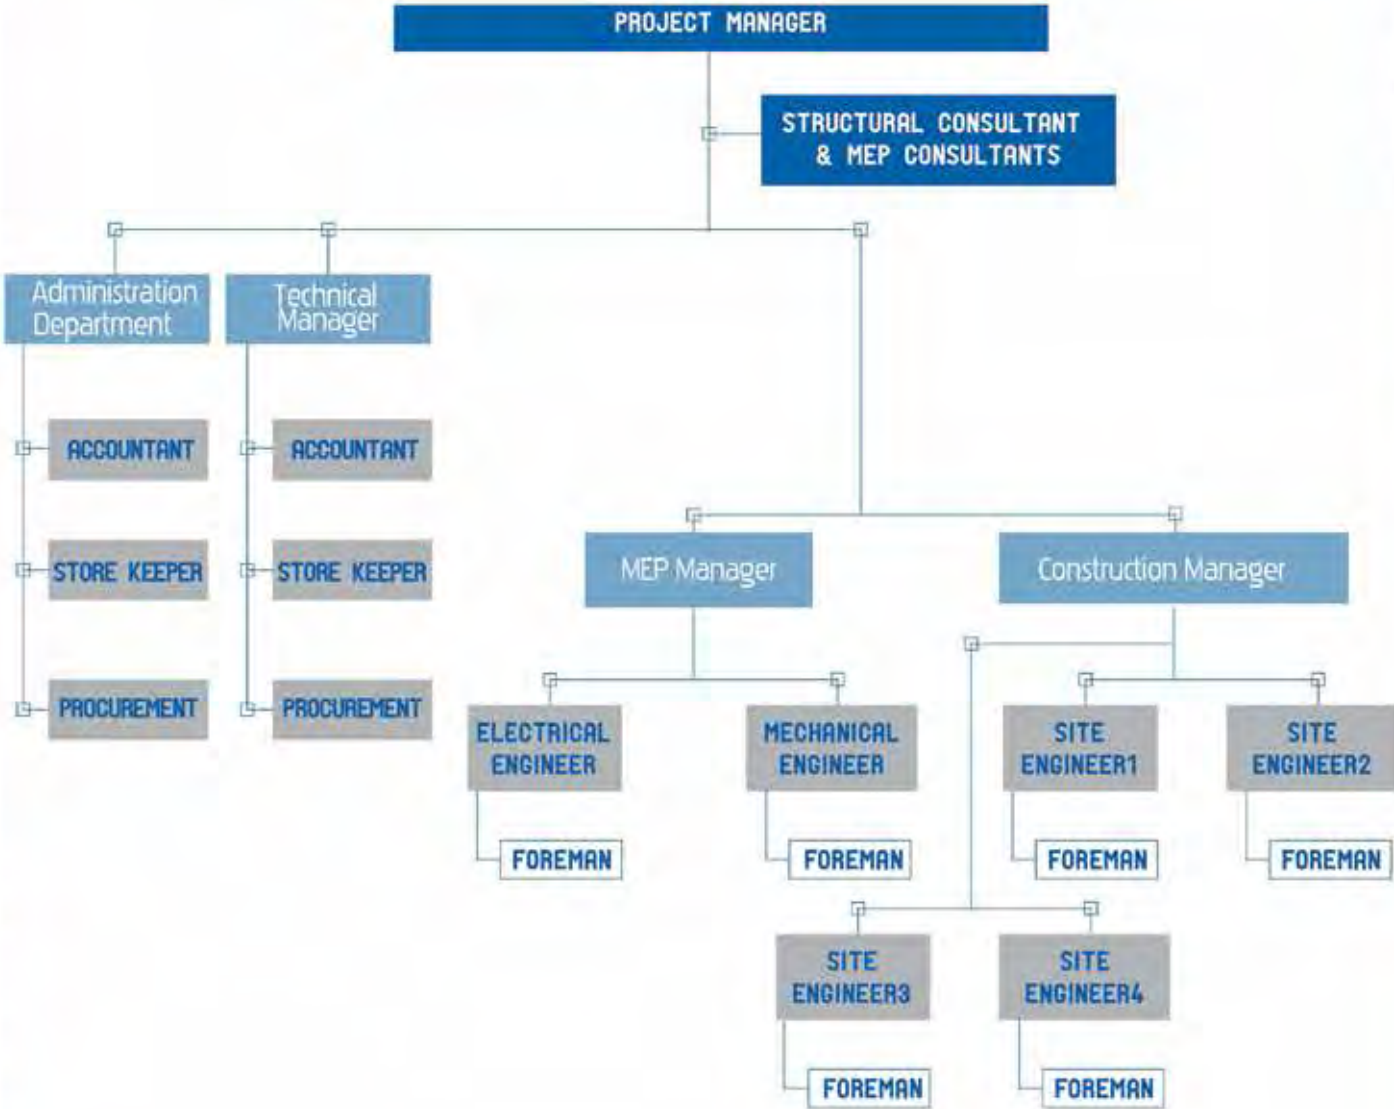 PROJECT MANAGER
STRUCTURAL CONSULTANT
& MEP CONSULTANTS
Administration
Department
Technical
Manager
ACCOUNTANT
ACCOUNTANT
STORE KEEPER
STORE KEEPER
PROCUREMENT
PROCUREMENT
MEP Manager
Construction Manager
ELECTRICAL
ENGINEER
MECHANICAL
ENGINEER
SITE
ENGINEER1
SITE
ENGINEER2
FOREMAN
FOREMAN
FOREMAN
FOREMAN
SITE
ENGINEER3
SITE
ENGINEER4
FOREMAN
FOREMAN